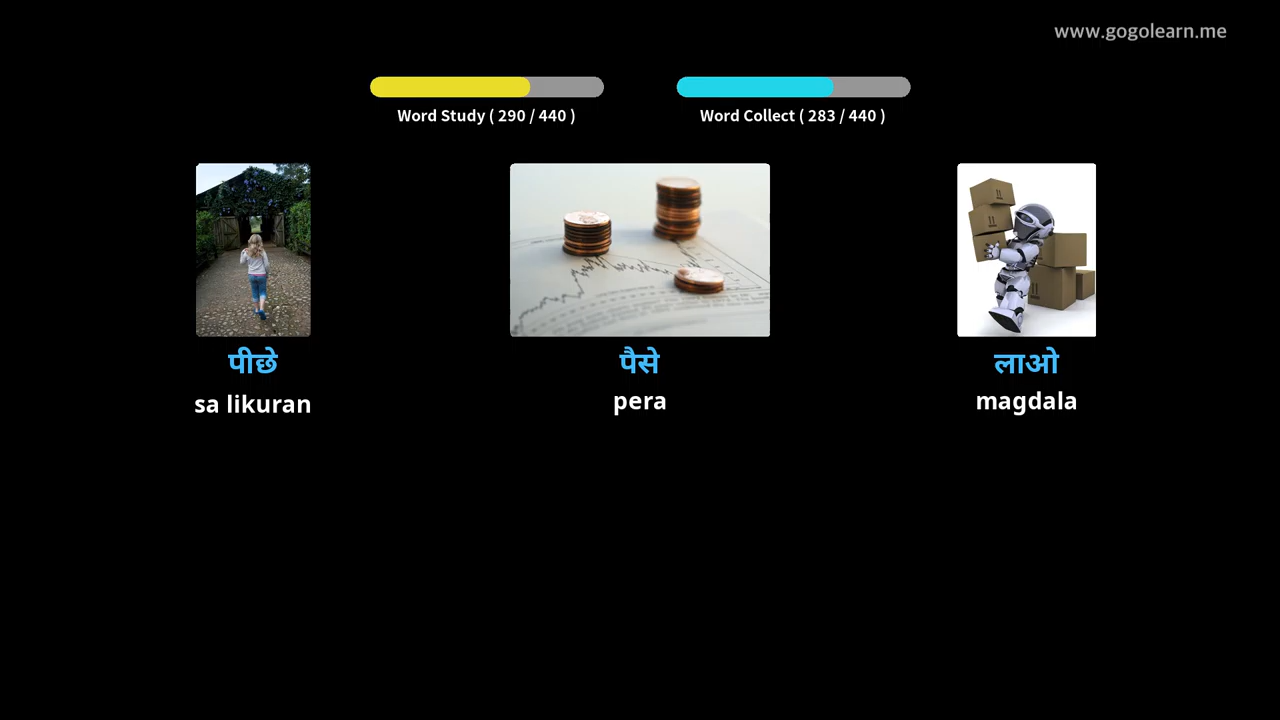 www.gogolearn.me
Word Study ( 290 / 440 )
Word Collect ( 283 / 440 )
पीछे
पैसे
लाओ
sa likuran
pera
magdala